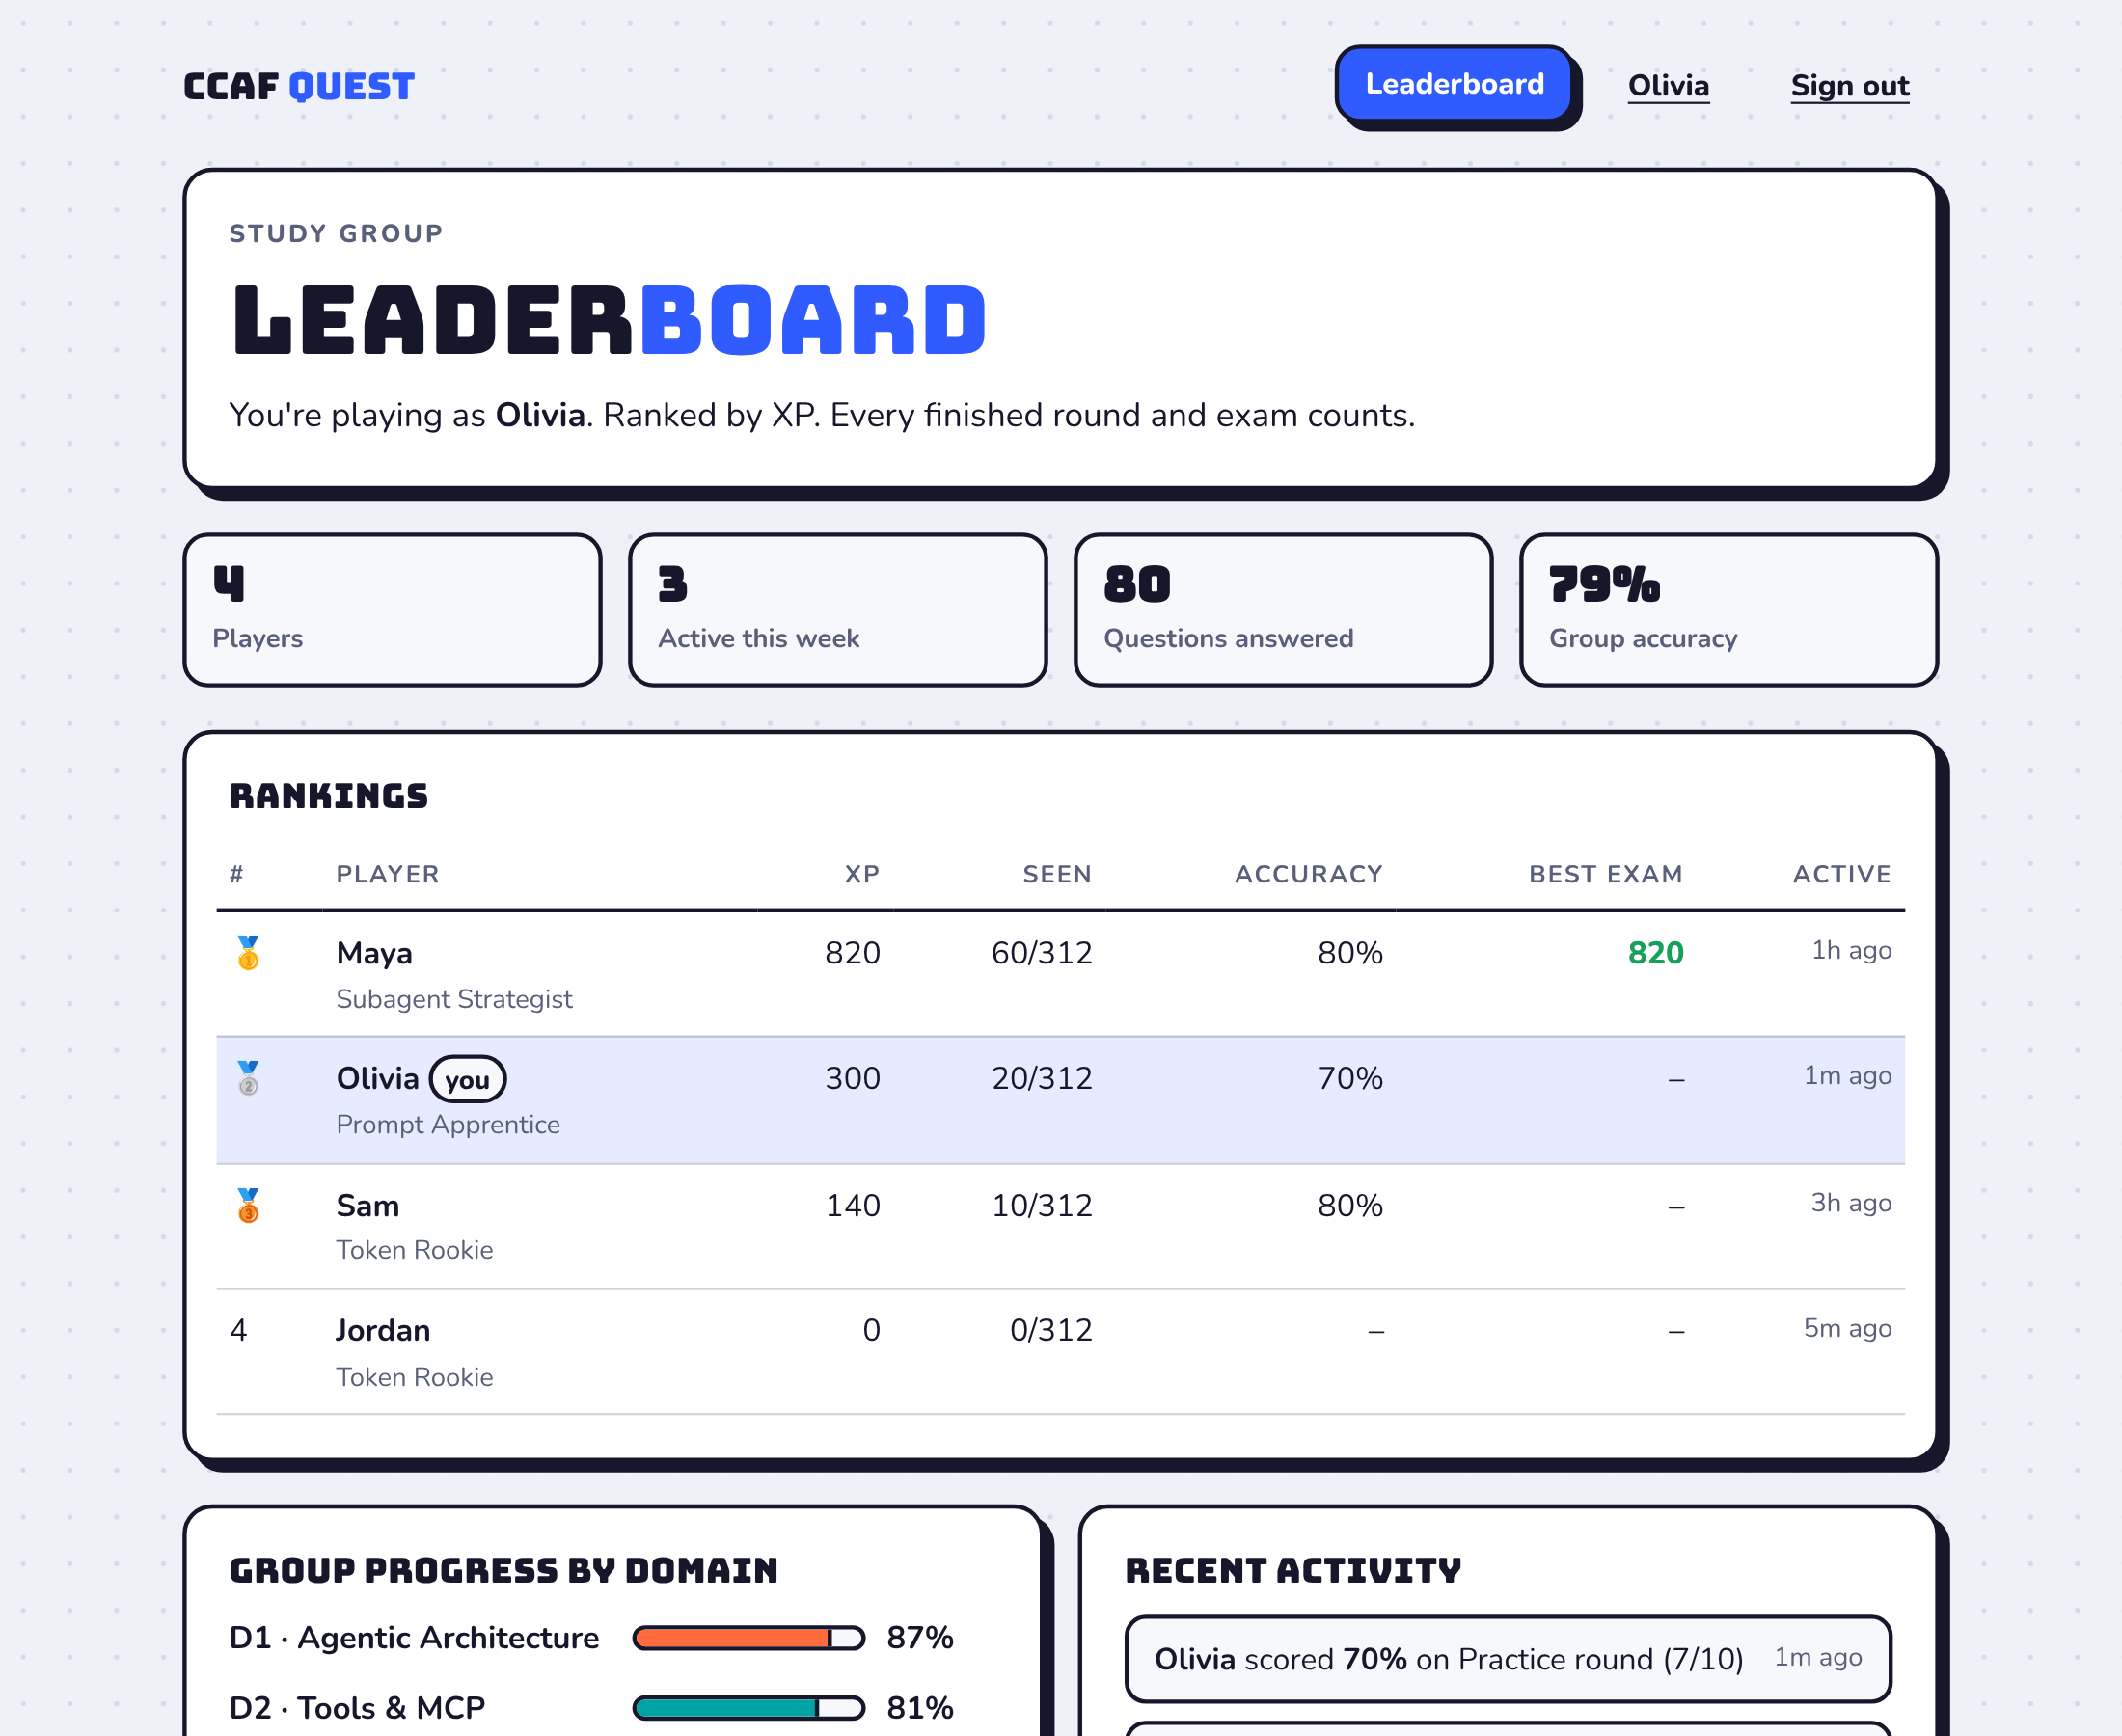 CCAF QUEST
Leaderboard
Olivia
Sign out
STUDY GROUP
LEADERBOARD
You're playing as Olivia. Ranked by XP. Every finished round and exam counts.
4
Players
3
Active this week
80
Questions answered
79%
Group accuracy
RANKINGS
# PLAYER XP SEEN ACCURACY BEST EXAM ACTIVE
1 Maya 820 60/312 80% 820 1h ago
Subagent Strategist
2 Olivia you 300 20/312 70% – 1m ago
Prompt Apprentice
3 Sam 140 10/312 80% – 3h ago
Token Rookie
4 Jordan 0 0/312 – – 5m ago
Token Rookie
GROUP PROGRESS BY DOMAIN
D1 · Agentic Architecture 87%
D2 · Tools & MCP 81%
RECENT ACTIVITY
Olivia scored 70% on Practice round (7/10) 1m ago